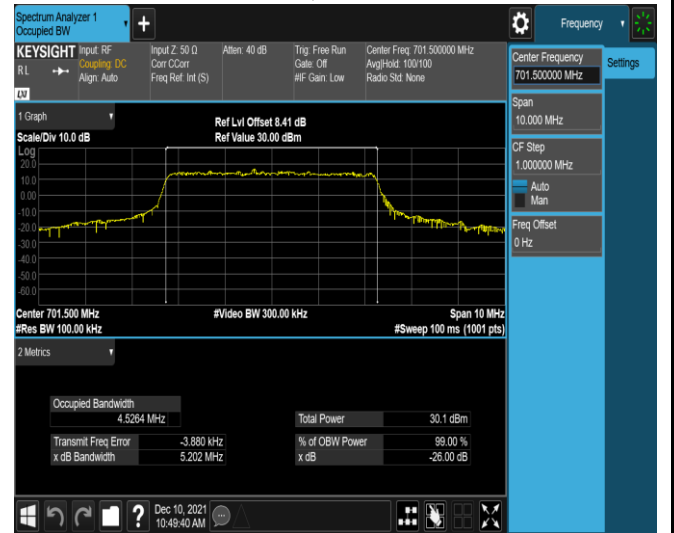 Spectrum Analyzer 1
Occupied BW
+
Frequency
KEYSIGHT
RL
LXI
Input: RF
Coupling: DC
Align: Auto
Input Z: 50 Ω
Corr CCorr
Freq Ref: Int (S)
Atten: 40 dB
Trig: Free Run
Gate: Off
#IF Gain: Low
Center Freq: 701.500000 MHz
Avg|Hold: 100/100
Radio Std: None
Center Frequency
701.500000 MHz
Settings
Span
10.000 MHz
CF Step
1.000000 MHz
Auto
Man
Freq Offset
0 Hz
1 Graph
Scale/Div 10.0 dB
Ref Lvl Offset 8.41 dB
Ref Value 30.00 dBm
Log
20.0
10.0
0.00
-10.0
-20.0
-30.0
-40.0
-50.0
-60.0
Center 701.500 MHz
#Res BW 100.00 kHz
#Video BW 300.00 kHz
Span 10 MHz
#Sweep 100 ms (1001 pts)
2 Metrics
Occupied Bandwidth
4.5264 MHz
Total Power 30.1 dBm
Transmit Freq Error -3.880 kHz
% of OBW Power 99.00 %
x dB Bandwidth 5.202 MHz
x dB -26.00 dB
?
Dec 10, 2021
10:49:40 AM